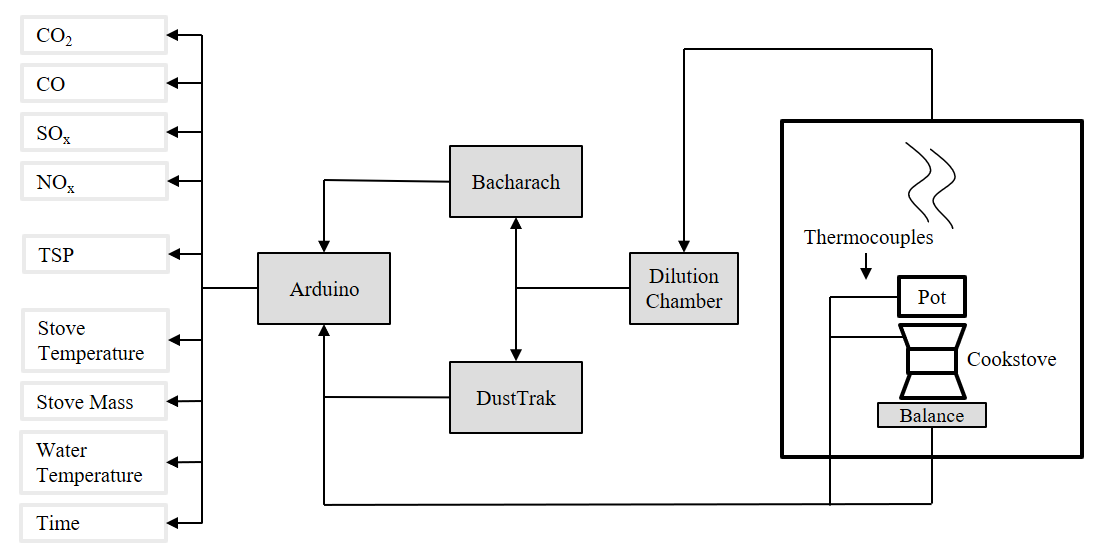 CO₂
CO
SOₓ
NOₓ
TSP
Stove
Temperature
Stove Mass
Water
Temperature
Time
Arduino
Bacharach
DustTrak
Dilution
Chamber
Thermocouples
Pot
Cookstove
Balance